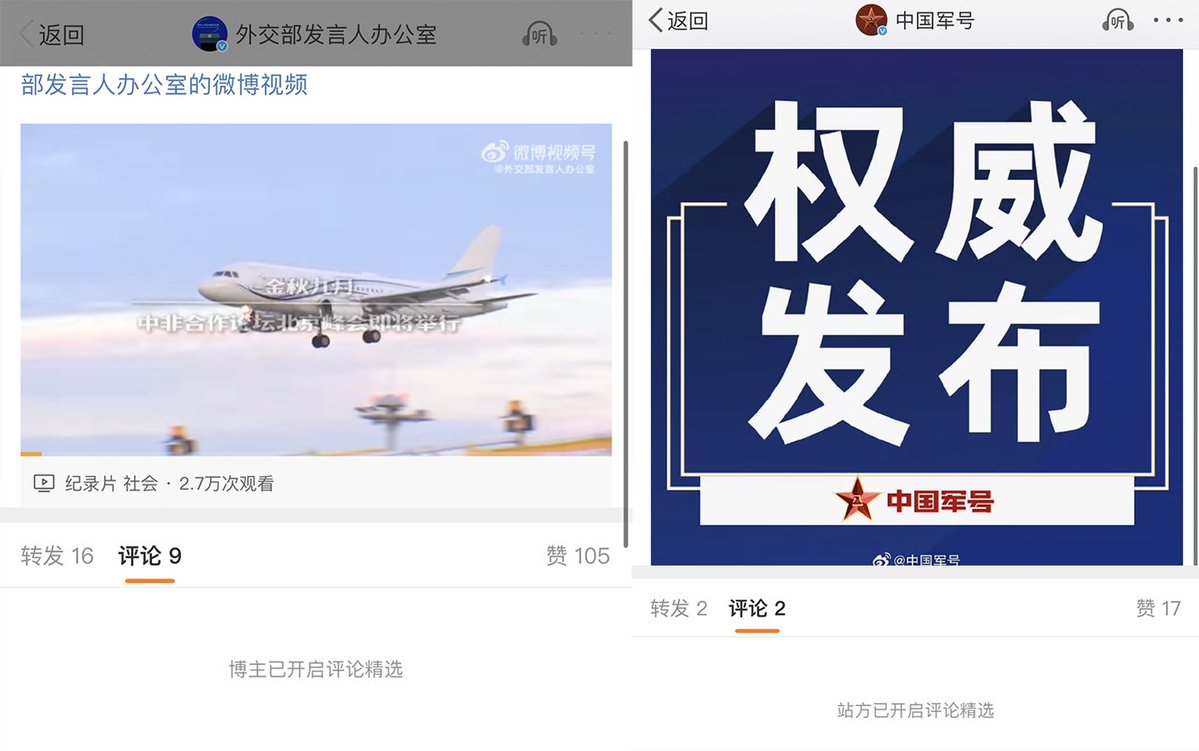 返回
外交部发言人办公室
听
部发言人办公室的微博视频
微博视频号
@外交部发言人办公室
金秋九月
中非合作论坛北京峰会即将举行
纪录片 社会 · 2.7万次观看
转发 16 评论 9 赞 105
博主已开启评论精选
返回
中国军号
听
权威
发布
中国军号
@中国军号
转发 2 评论 2 赞 17
站方已开启评论精选